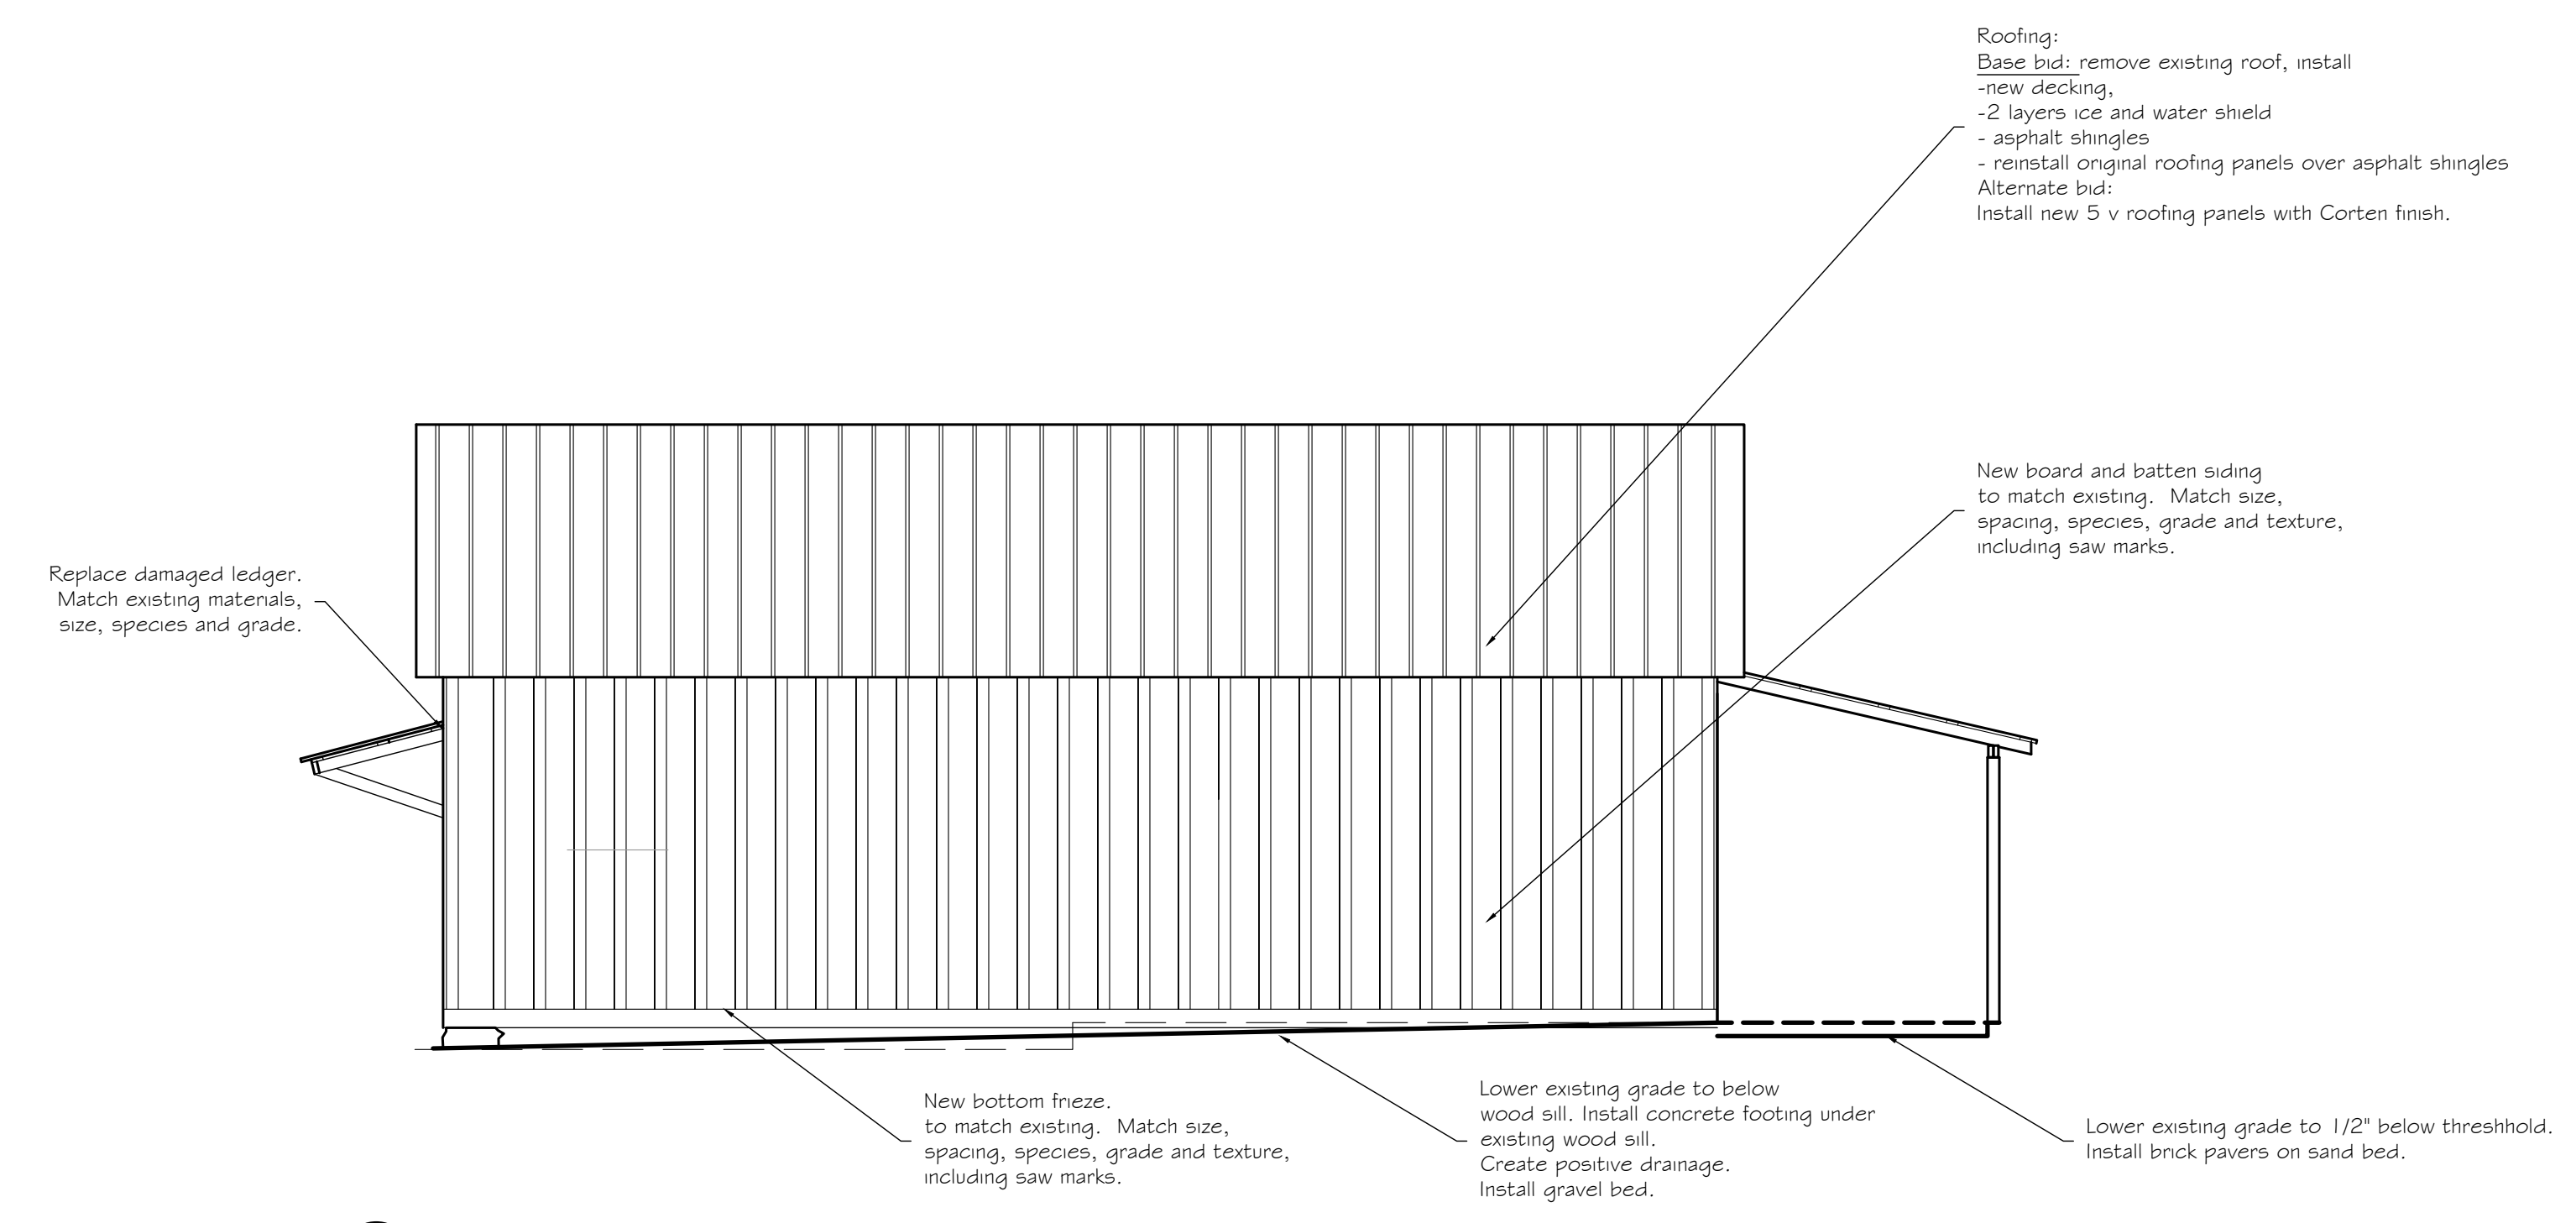 Roofing:
Base bid: remove existing roof, install
-new decking,
-2 layers ice and water shield
- asphalt shingles
- reinstall original roofing panels over asphalt shingles
Alternate bid:
Install new 5 v roofing panels with Corten finish.
New board and batten siding
to match existing.  Match size,
spacing, species, grade and texture,
including saw marks.
Replace damaged ledger.
Match existing materials,
size, species and grade.
New bottom frieze.
to match existing.  Match size,
spacing, species, grade and texture,
including saw marks.
Lower existing grade to below
wood sill. Install concrete footing under
existing wood sill.
Create positive drainage.
Install gravel bed.
Lower existing grade to 1/2" below threshhold.
Install brick pavers on sand bed.